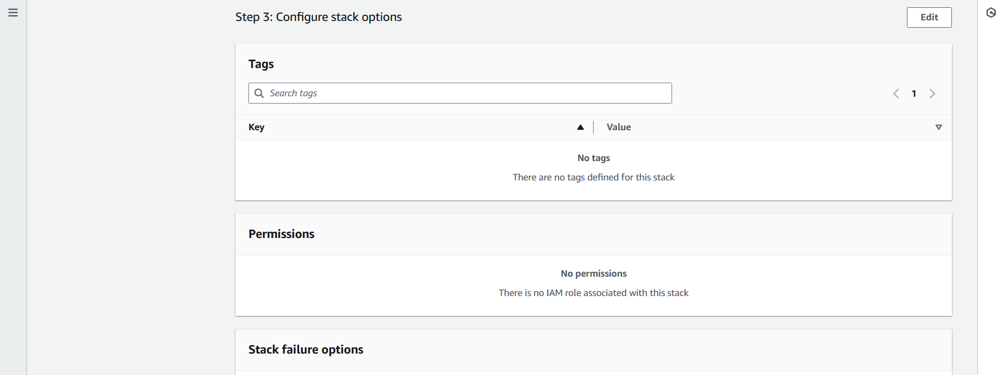 Step 3: Configure stack options
Edit
Tags
Search tags
1
Key
Value
No tags
There are no tags defined for this stack
Permissions
No permissions
There is no IAM role associated with this stack
Stack failure options